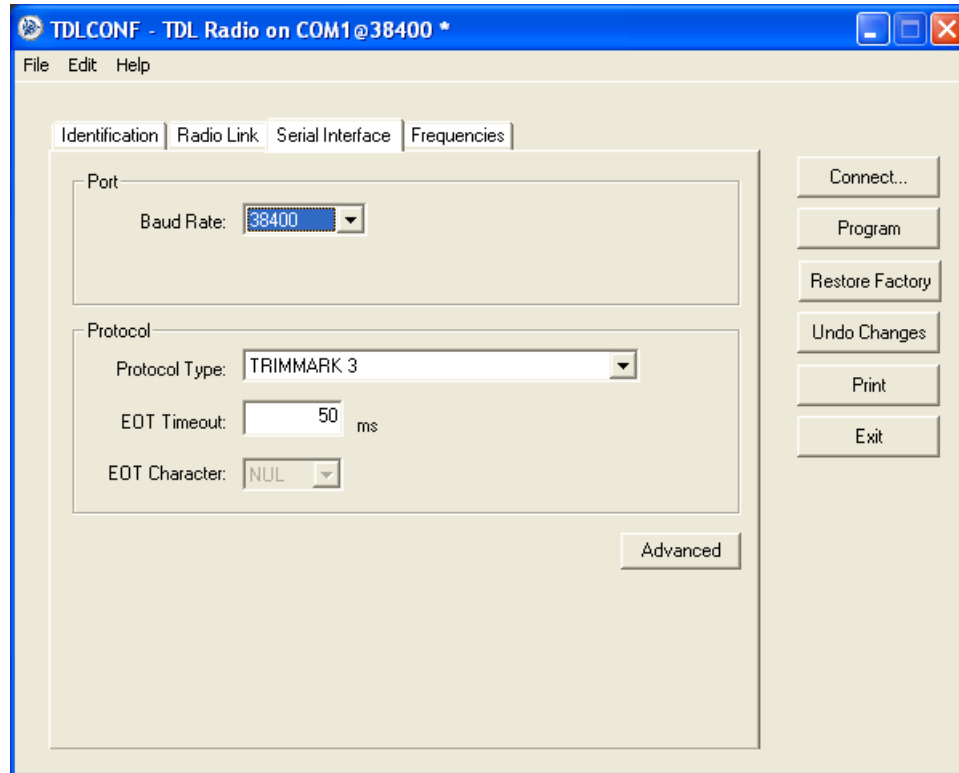 TDLCONF - TDL Radio on COM1@38400 *
File Edit Help
Identification Radio Link Serial Interface Frequencies
Port
Baud Rate: 38400
Protocol
Protocol Type: TRIMMARK 3
EOT Timeout: 50 ms
EOT Character: NUL
Advanced
Connect...
Program
Restore Factory
Undo Changes
Print
Exit